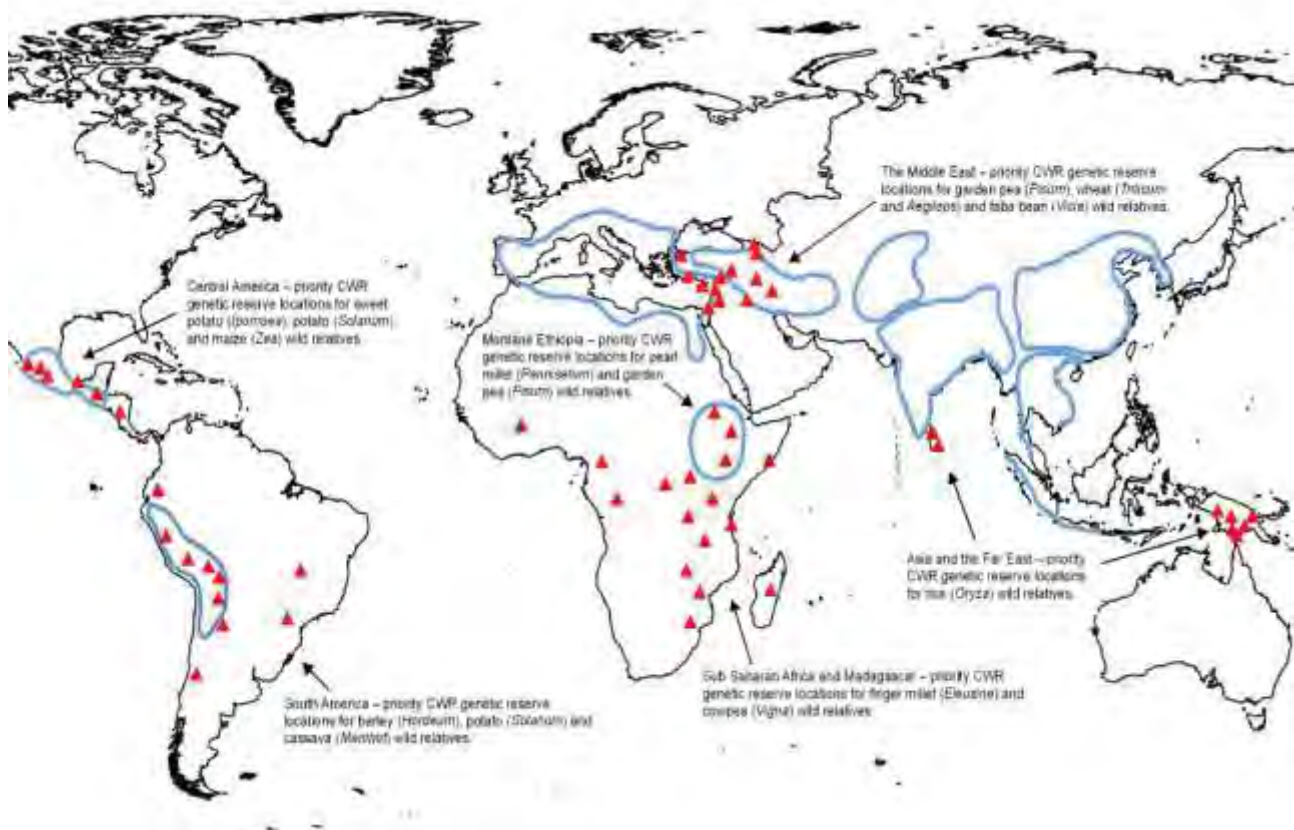 The Middle East – priority CWR genetic reserve
locations for garden pea (Pisum), wheat (Triticum
and Aegilops) and faba bean (Vicia) wild relatives.
Central America – priority CWR
genetic reserve locations for sweet
potato (Ipomoea), potato (Solanum)
and maize (Zea) wild relatives
Montane Ethiopia – priority CWR
genetic reserve locations for pearl
millet (Pennisetum) and garden
pea (Pisum) wild relatives.
Asia and the Far East – priority
CWR genetic reserve locations
for rice (Oryza) wild relatives.
Sub Saharan Africa and Madagascar – priority CWR
genetic reserve locations for finger millet (Eleusine) and
cowpea (Vigna) wild relatives
South America – priority CWR genetic reserve
locations for barley (Hordeum), potato (Solanum) and
cassava (Manihot) wild relatives.